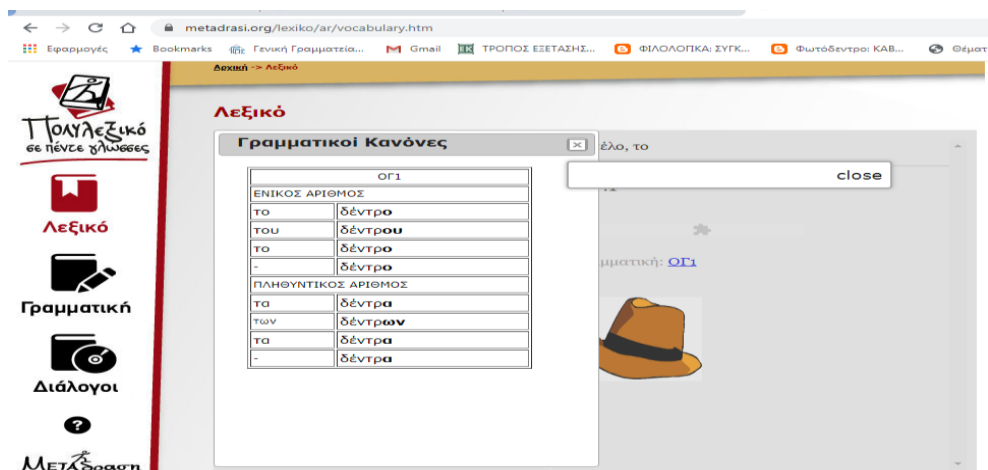 metadrasi.org/lexiko/ar/vocabulary.htm
Εφαρμογές Bookmarks Γενική Γραμματεία... Gmail ΤΡΟΠΟΣ ΕΞΕΤΑΣΗΣ... ΦΙΛΟΛΟΓΙΚΑ: ΣΥΓΚ... Φωτόδεντρο: ΚΑΒ... Θέματ
Αρχική -> Λεξικό
Πολυλεξικό
σε πέντε γλώσσες
Λεξικό
Γραμματική
Διάλογοι
ΜΕΤΑδραση
Λεξικό
Γραμματικοί Κανόνες
έλο, το
close
ΟΓ1
ΕΝΙΚΟΣ ΑΡΙΘΜΟΣ
το δέντρο
του δέντρου
το δέντρο
- δέντρο
ΠΛΗΘΥΝΤΙΚΟΣ ΑΡΙΘΜΟΣ
τα δέντρα
των δέντρων
τα δέντρα
- δέντρα
μματική: ΟΓ1